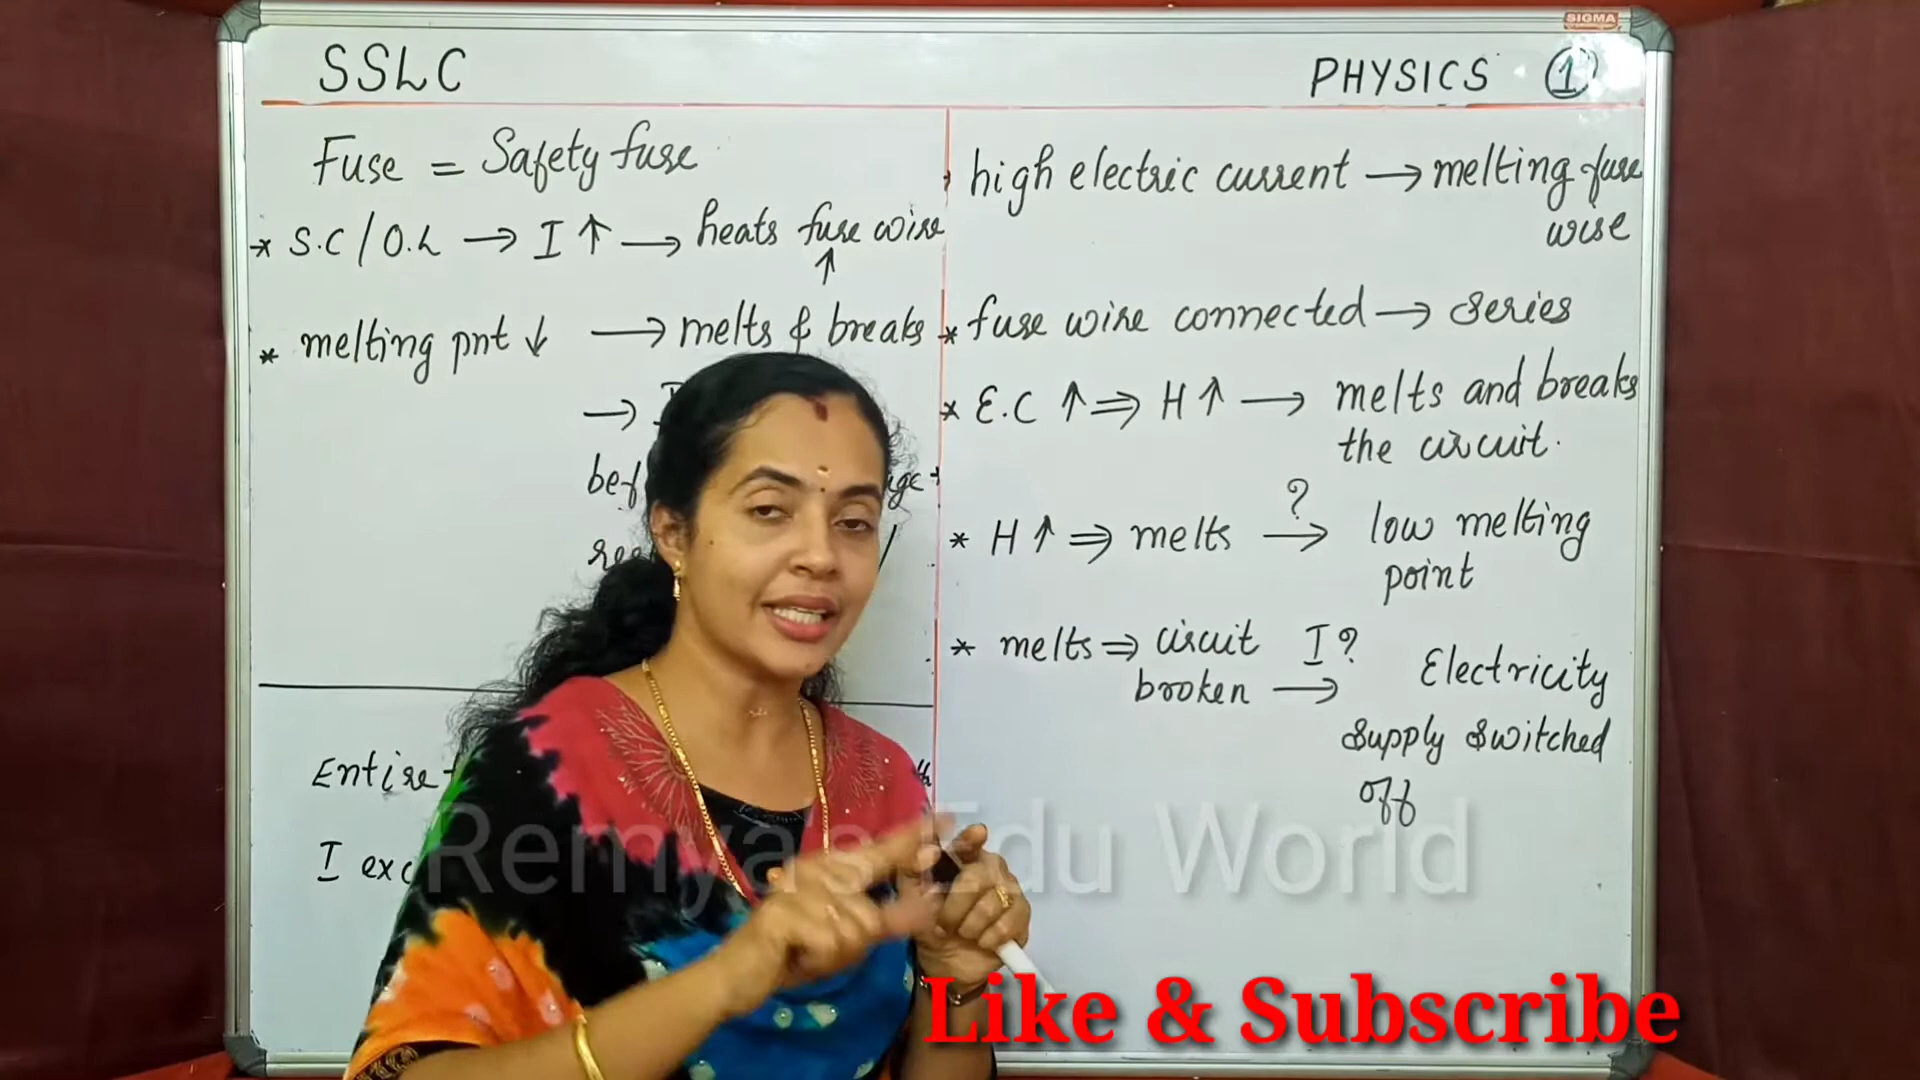 SIGMA
SSLC
PHYSICS 1
Fuse = Safety fuse
* S.C / O.L → I ↑ → heats fuse wire
↑
* melting pnt ↓ → melts & breaks
→
Entire
I exc
high electric current → melting fuse
wire
* fuse wire connected → series
* E.C ↑ ⇒ H ↑ → melts and breaks
the circuit.
* H ↑ ⇒ melts ?→ low melting
point
* melts ⇒ circuit I? Electricity
broken → supply switched
off
Remya's Edu World
Like & Subscribe